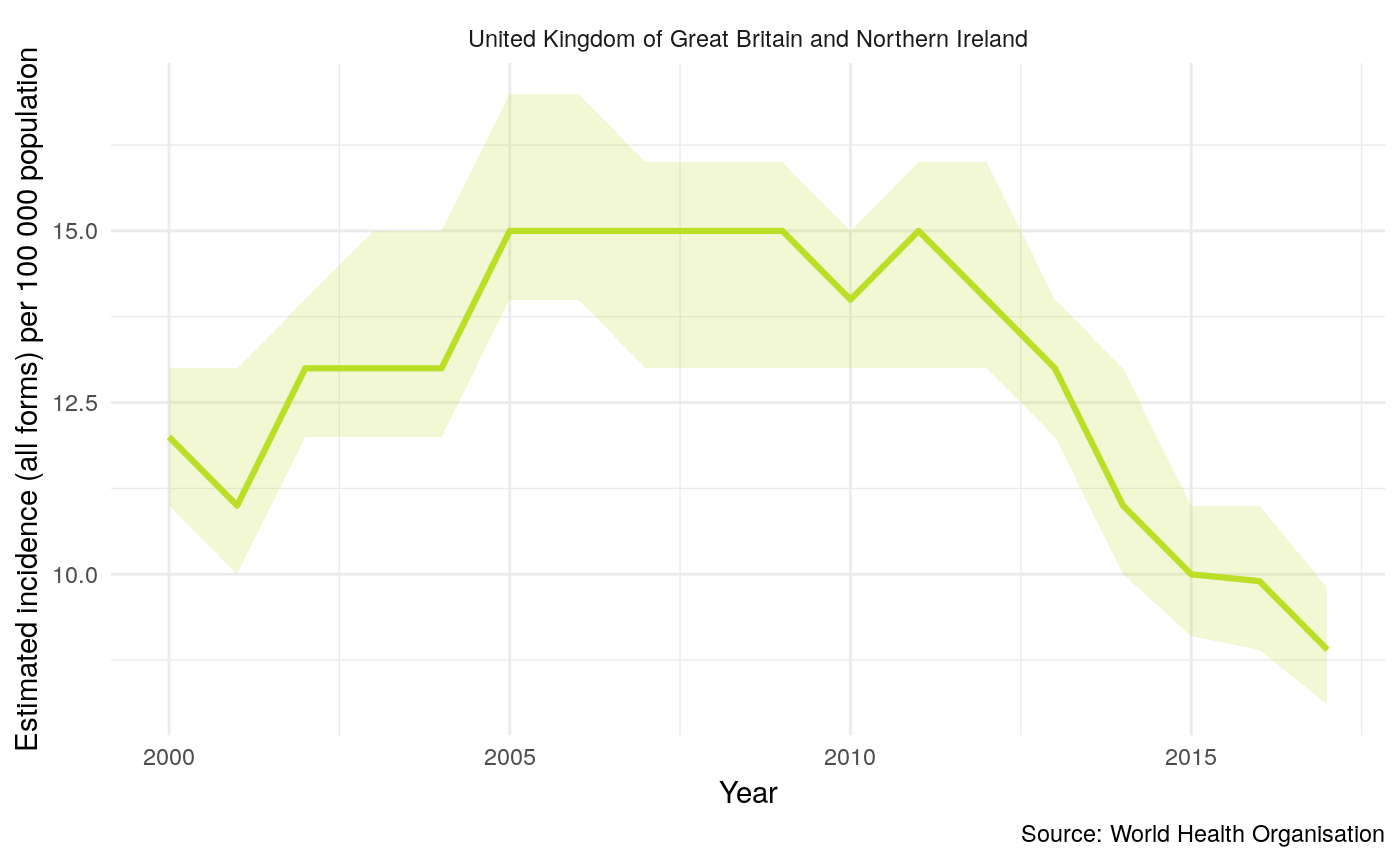 United Kingdom of Great Britain and Northern Ireland
Estimated incidence (all forms) per 100 000 population
15.0
12.5
10.0
2000 2005 2010 2015
Year
Source: World Health Organisation